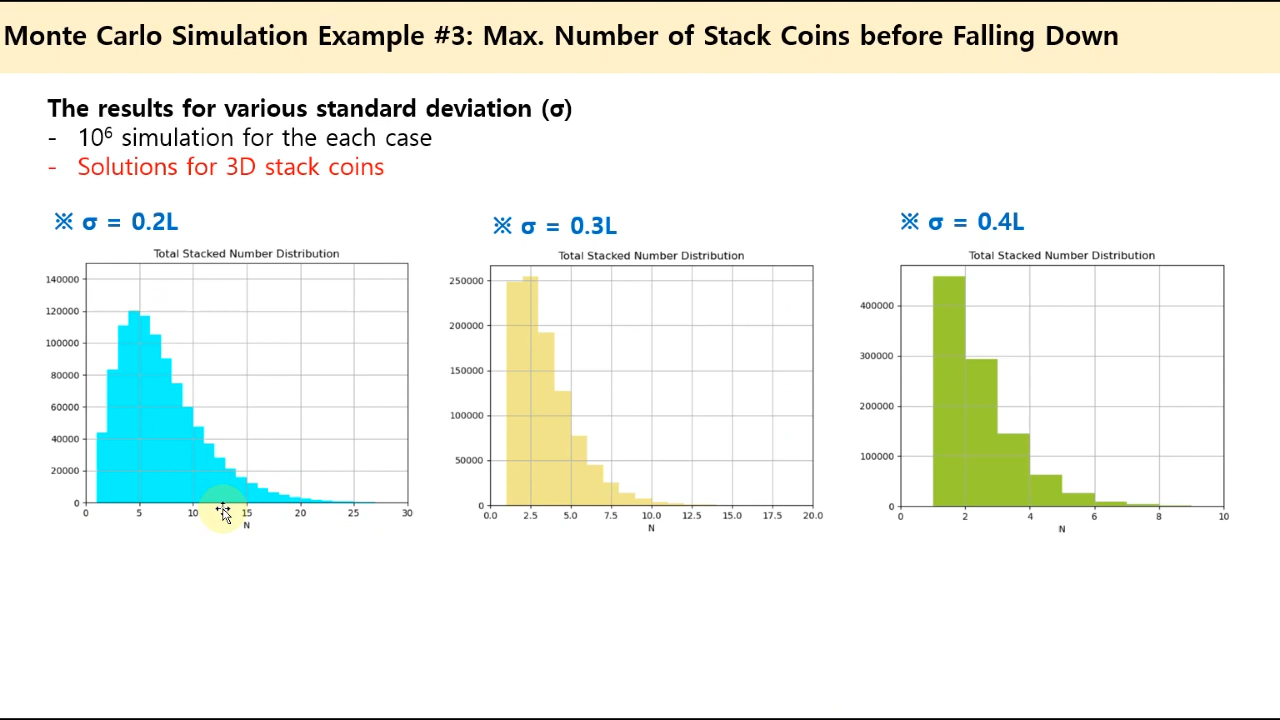 Monte Carlo Simulation Example #3: Max. Number of Stack Coins before Falling Down
The results for various standard deviation (σ)
- 10⁶ simulation for the each case
- Solutions for 3D stack coins
※ σ = 0.2L
Total Stacked Number Distribution
140000
120000
100000
80000
60000
40000
20000
0
0 5 10 15 20 25 30
N
※ σ = 0.3L
Total Stacked Number Distribution
250000
200000
150000
100000
50000
0
0.0 2.5 5.0 7.5 10.0 12.5 15.0 17.5 20.0
N
※ σ = 0.4L
Total Stacked Number Distribution
400000
300000
200000
100000
0
0 2 4 6 8 10
N